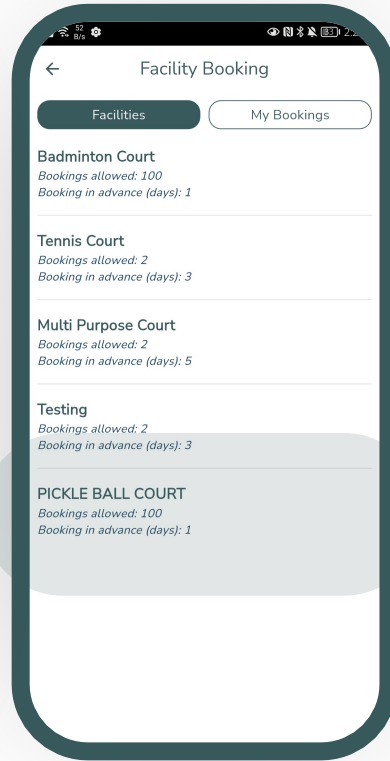 52
B/s
Facility Booking
Facilities
My Bookings
Badminton Court
Bookings allowed: 100
Booking in advance (days): 1
Tennis Court
Bookings allowed: 2
Booking in advance (days): 3
Multi Purpose Court
Bookings allowed: 2
Booking in advance (days): 5
Testing
Bookings allowed: 2
Booking in advance (days): 3
PICKLE BALL COURT
Bookings allowed: 100
Booking in advance (days): 1